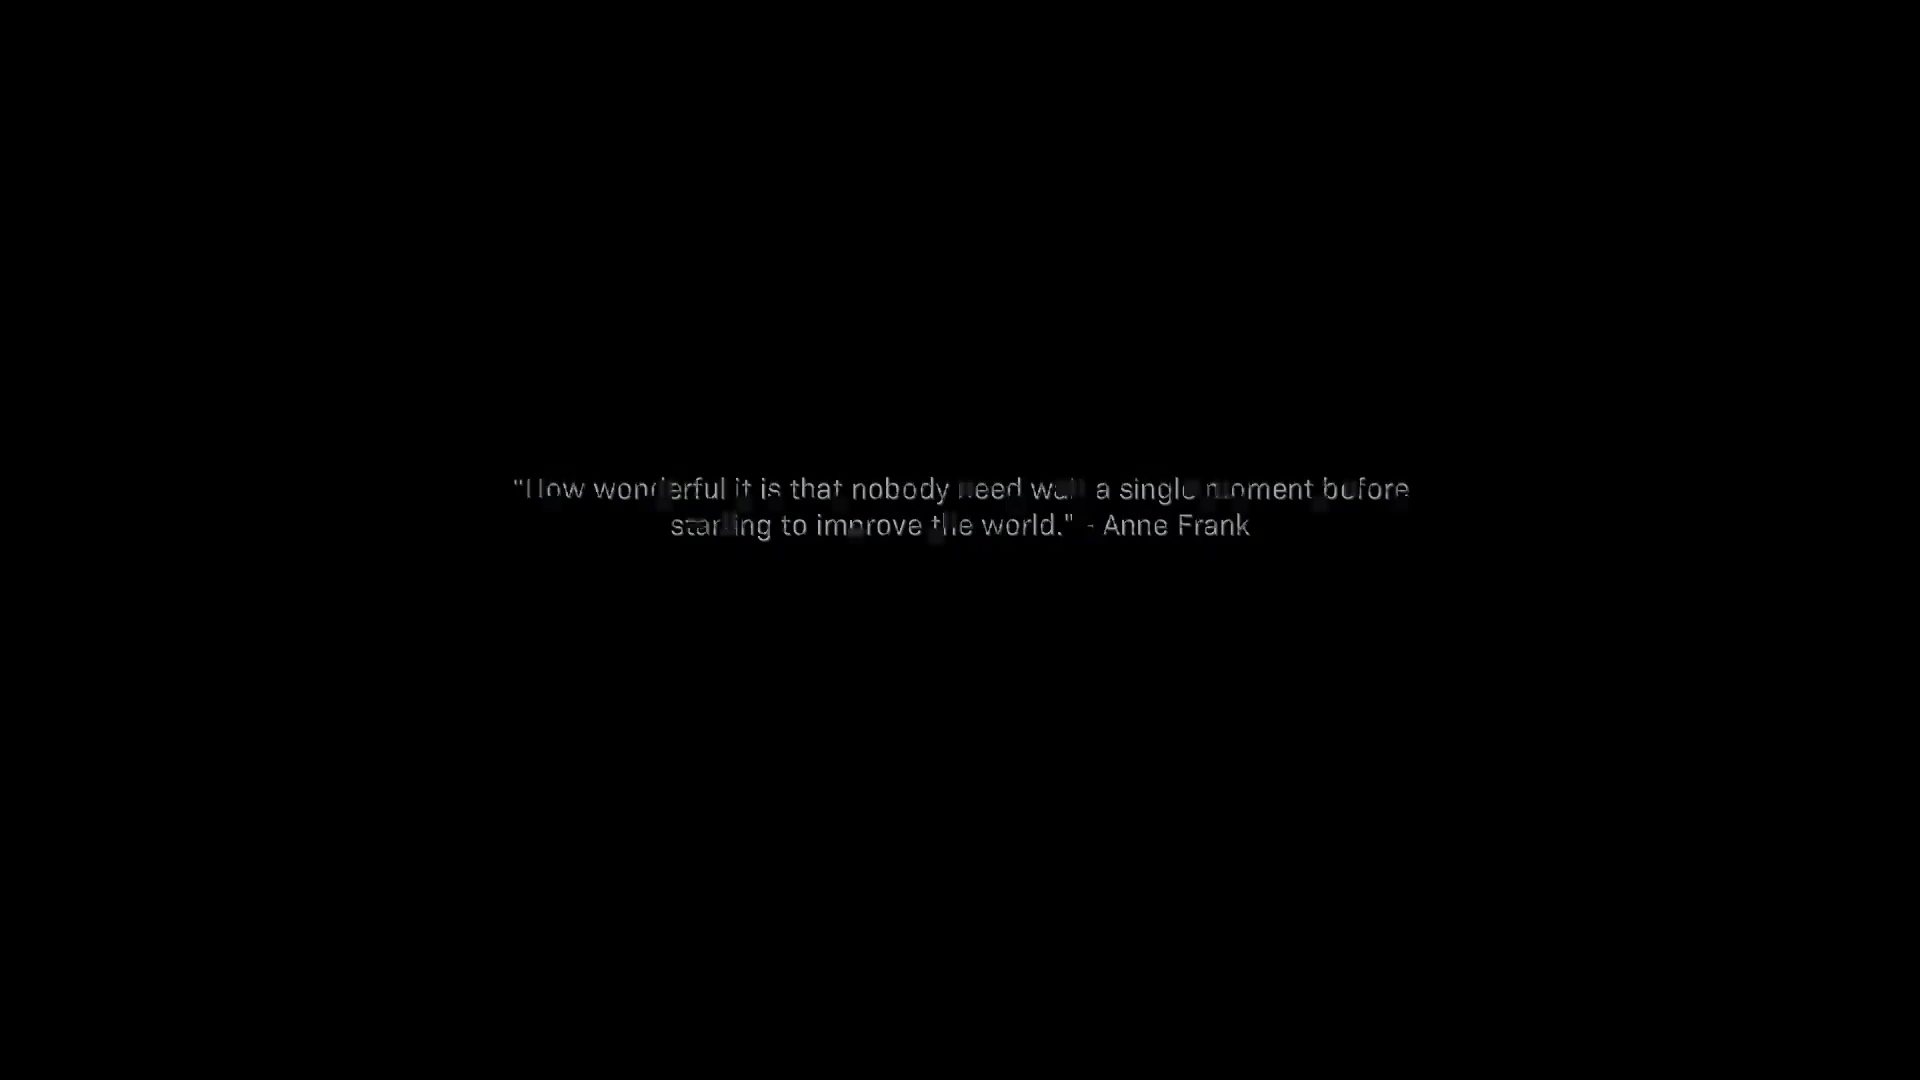 "How wonderful it is that nobody need wait a single moment before
starting to improve the world." - Anne Frank